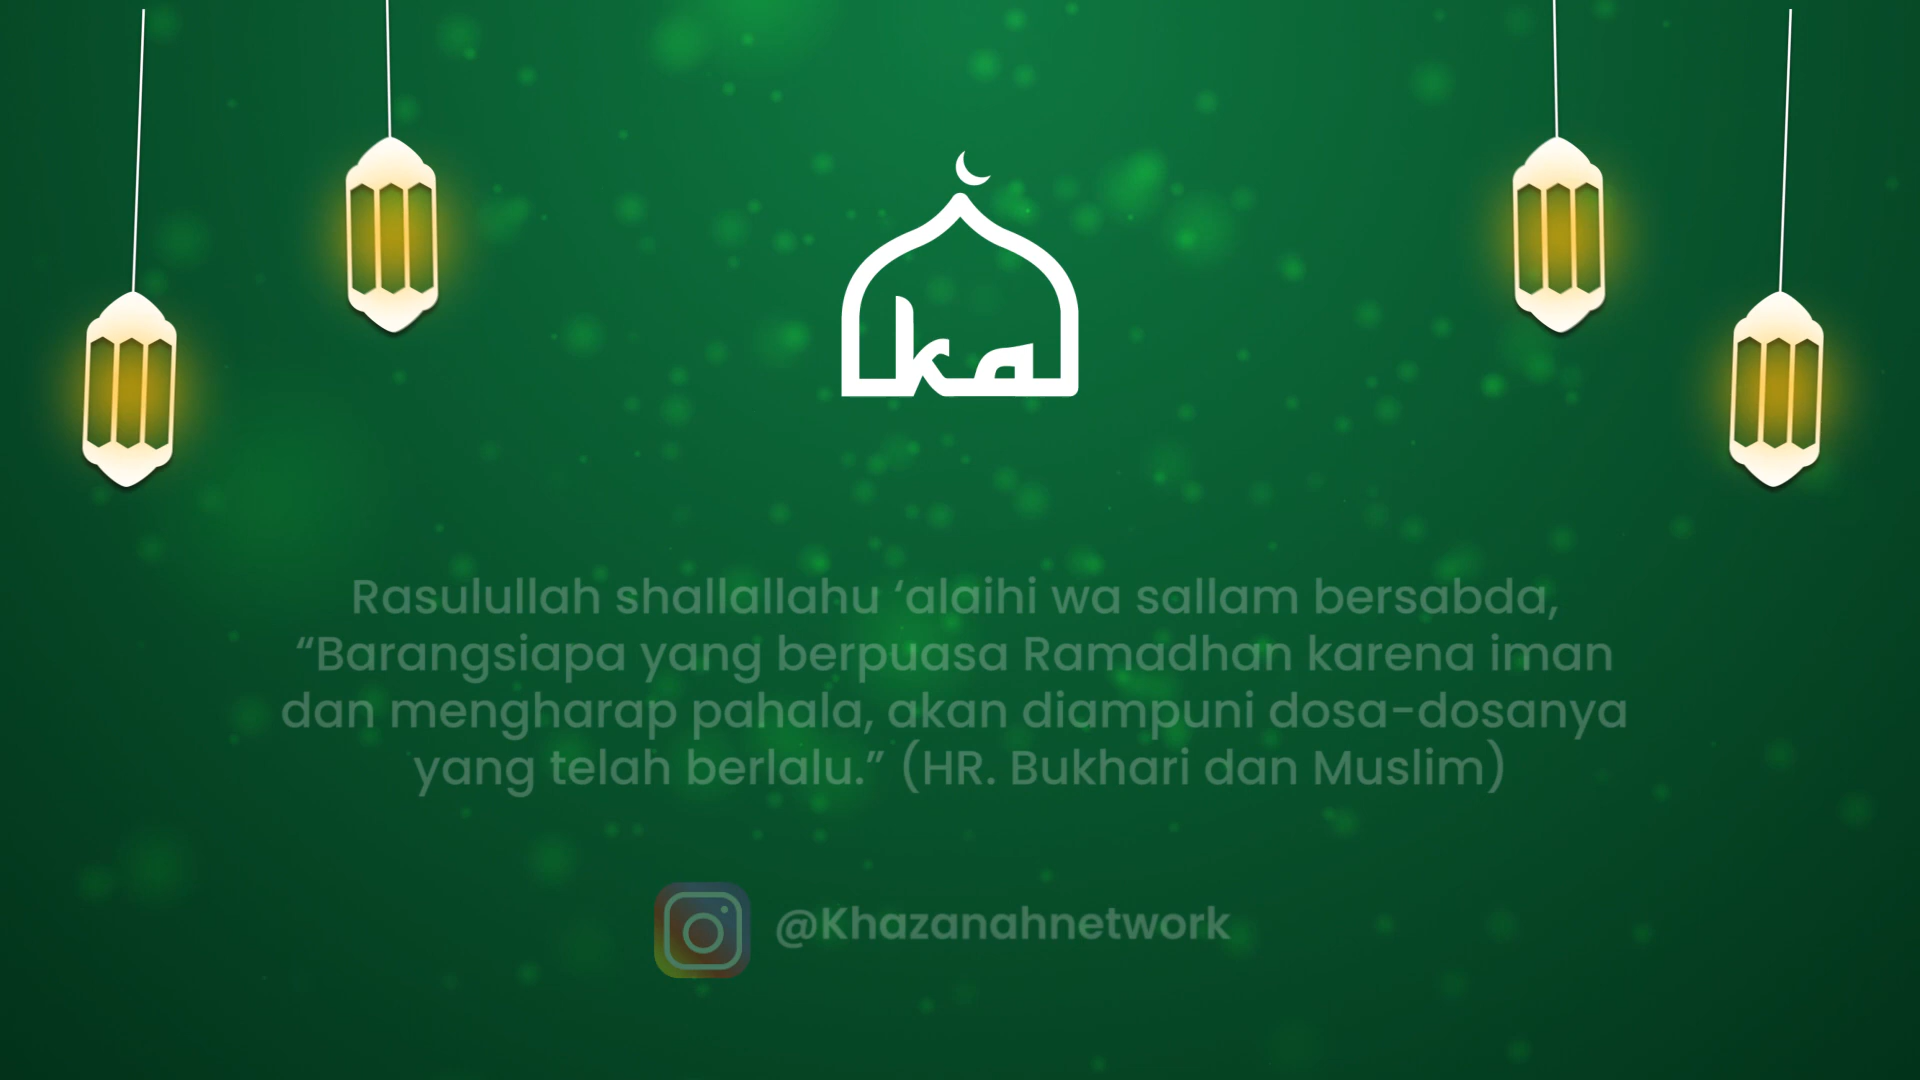 ka
Rasulullah shallallahu ‘alaihi wa sallam bersabda,
“Barangsiapa yang berpuasa Ramadhan karena iman
dan mengharap pahala, akan diampuni dosa-dosanya
yang telah berlalu.” (HR. Bukhari dan Muslim)
@Khazanahnetwork